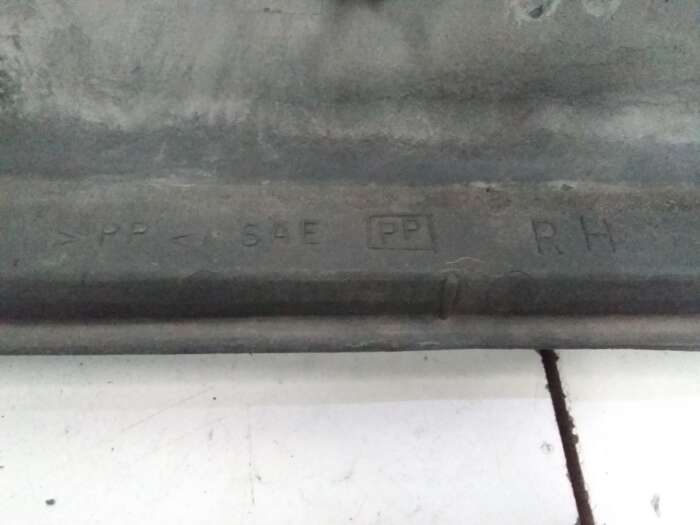 > PP < SAE PP RH